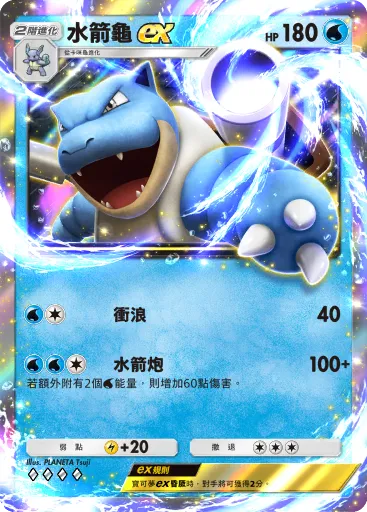 2階進化 水箭龜ex HP 180
從卡咪龜進化
衝浪 40
水箭炮 100+
若額外附有2個能量，則增加60點傷害。
弱點 +20 撤退
Illus. PLANETA Tsuji
ex規則
寶可夢ex昏厥時，對手將可獲得2分。